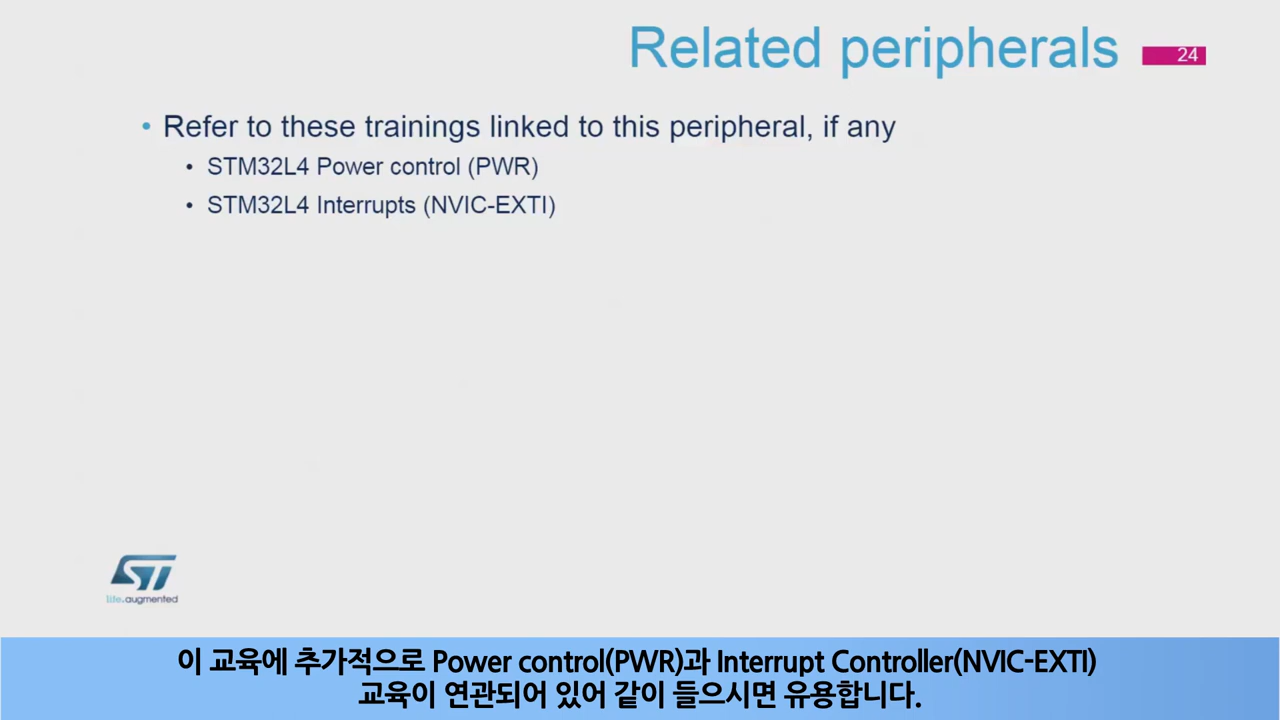 Related peripherals
24
• Refer to these trainings linked to this peripheral, if any
• STM32L4 Power control (PWR)
• STM32L4 Interrupts (NVIC-EXTI)
ST
life.augmented
이 교육에 추가적으로 Power control(PWR)과 Interrupt Controller(NVIC-EXTI)
교육이 연관되어 있어 같이 들으시면 유용합니다.